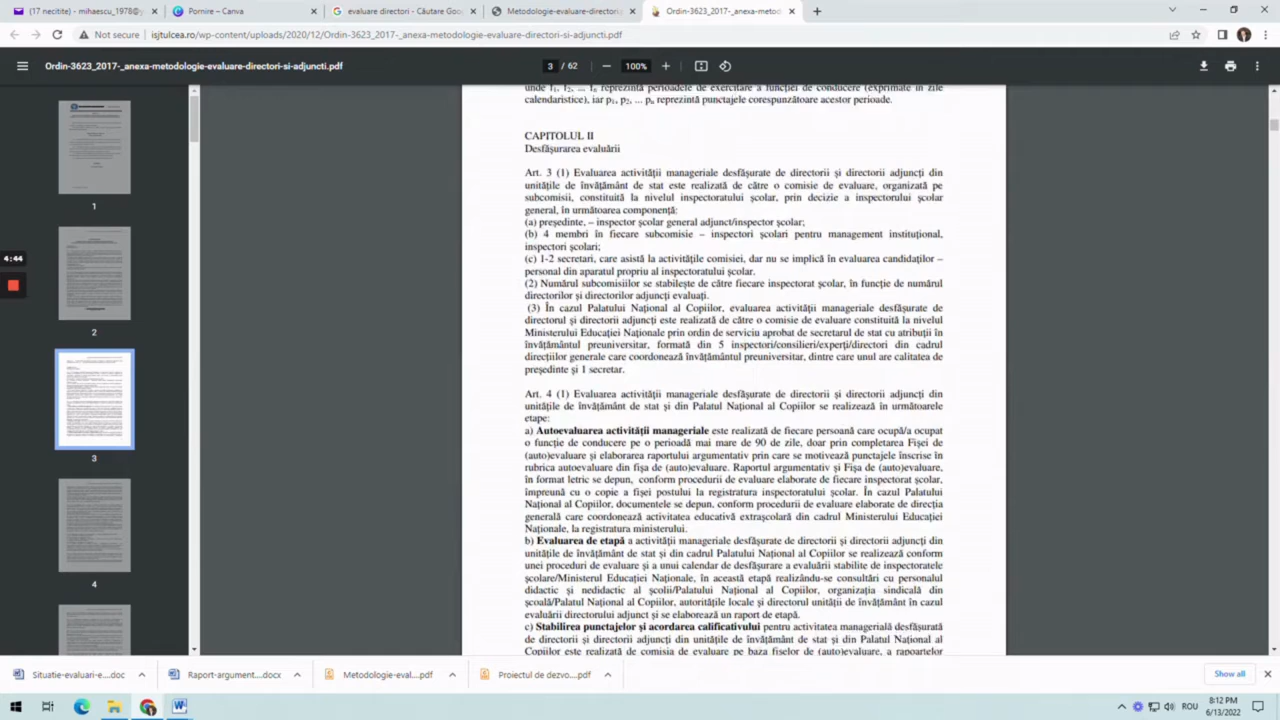 (17 necitite) - mihaescu_1978@y
Pornire – Canva
evaluare directori - Căutare Goo
Metodologie-evaluare-directori.
Ordin-3623_2017-_anexa-metod
Not secure
isjtulcea.ro/wp-content/uploads/2020/12/Ordin-3623_2017-_anexa-metodologie-evaluare-directori-si-adjuncti.pdf
Ordin-3623_2017-_anexa-metodologie-evaluare-directori-si-adjuncti.pdf
3 / 62
100%
1
2
3
4
4:44
unde f1, f2, ... fn reprezintă perioadele de exercitare a funcției de conducere (exprimate în zile
calendaristice), iar p1, p2, ... pn reprezintă punctajele corespunzătoare acestor perioade.
CAPITOLUL II
Desfășurarea evaluării
Art. 3 (1) Evaluarea activității manageriale desfășurate de directorii și directorii adjuncți din
unitățile de învățământ de stat este realizată de către o comisie de evaluare, organizată pe
subcomisii, constituită la nivelul inspectoratului școlar, prin decizie a inspectorului școlar
general, în următoarea componență:
(a) președinte, – inspector școlar general adjunct/inspector școlar;
(b) 4 membri în fiecare subcomisie – inspectori școlari pentru management instituțional,
inspectori școlari;
(c) 1-2 secretari, care asistă la activitățile comisiei, dar nu se implică în evaluarea candidaților –
personal din aparatul propriu al inspectoratului școlar.
(2) Numărul subcomisiilor se stabilește de către fiecare inspectorat școlar, în funcție de numărul
directorilor și directorilor adjuncți evaluați.
(3) În cazul Palatului Național al Copiilor, evaluarea activității manageriale desfășurate de
directorul și directorii adjuncți este realizată de către o comisie de evaluare constituită la nivelul
Ministerului Educației Naționale prin ordin de serviciu aprobat de secretarul de stat cu atribuții în
învățământul preuniversitar, formată din 5 inspectori/consilieri/experți/directori din cadrul
direcțiilor generale care coordonează învățământul preuniversitar, dintre care unul are calitatea de
președinte și 1 secretar.
Art. 4 (1) Evaluarea activității manageriale desfășurate de directorii și directorii adjuncți din
unitățile de învățământ de stat și din Palatul Național al Copiilor se realizează în următoarele
etape:
a) Autoevaluarea activității manageriale este realizată de fiecare persoană care ocupă/a ocupat
o funcție de conducere pe o perioadă mai mare de 90 de zile, doar prin completarea Fișei de
(auto)evaluare și elaborarea raportului argumentativ prin care se motivează punctajele înscrise în
rubrica autoevaluare din fișa de (auto)evaluare. Raportul argumentativ și Fișa de (auto)evaluare,
în format letric se depun, conform procedurii de evaluare elaborate de fiecare inspectorat școlar,
împreună cu o copie a fișei postului la registratura inspectoratului școlar. În cazul Palatului
Național al Copiilor, documentele se depun, conform procedurii de evaluare elaborate de direcția
generală care coordonează activitatea educativă extrașcolară din cadrul Ministerului Educației
Naționale, la registratura ministerului.
b) Evaluarea de etapă a activității manageriale desfășurate de directorii și directorii adjuncți din
unitățile de învățământ de stat și din cadrul Palatului Național al Copiilor se realizează conform
unei proceduri de evaluare și a unui calendar de desfășurare a evaluării stabilite de inspectoratele
școlare/Ministerul Educației Naționale, în această etapă realizându-se consultări cu personalul
didactic și nedidactic al școlii/Palatului Național al Copiilor, organizația sindicală din
școală/Palatul Național al Copiilor, autoritățile locale și directorul unității de învățământ în cazul
evaluării directorului adjunct și se elaborează un raport de etapă.
c) Stabilirea punctajelor și acordarea calificativului pentru activitatea managerială desfășurată
de directorii și directorii adjuncți din unitățile de învățământ de stat și din Palatul Național al
Copiilor este realizată de comisia de evaluare pe baza fișelor de (auto)evaluare, a rapoartelor
Situatie-evaluari-e....doc
Raport-argument....docx
Metodologie-eval....pdf
Proiectul de dezvo....pdf
Show all
ROU
8:12 PM
6/13/2022